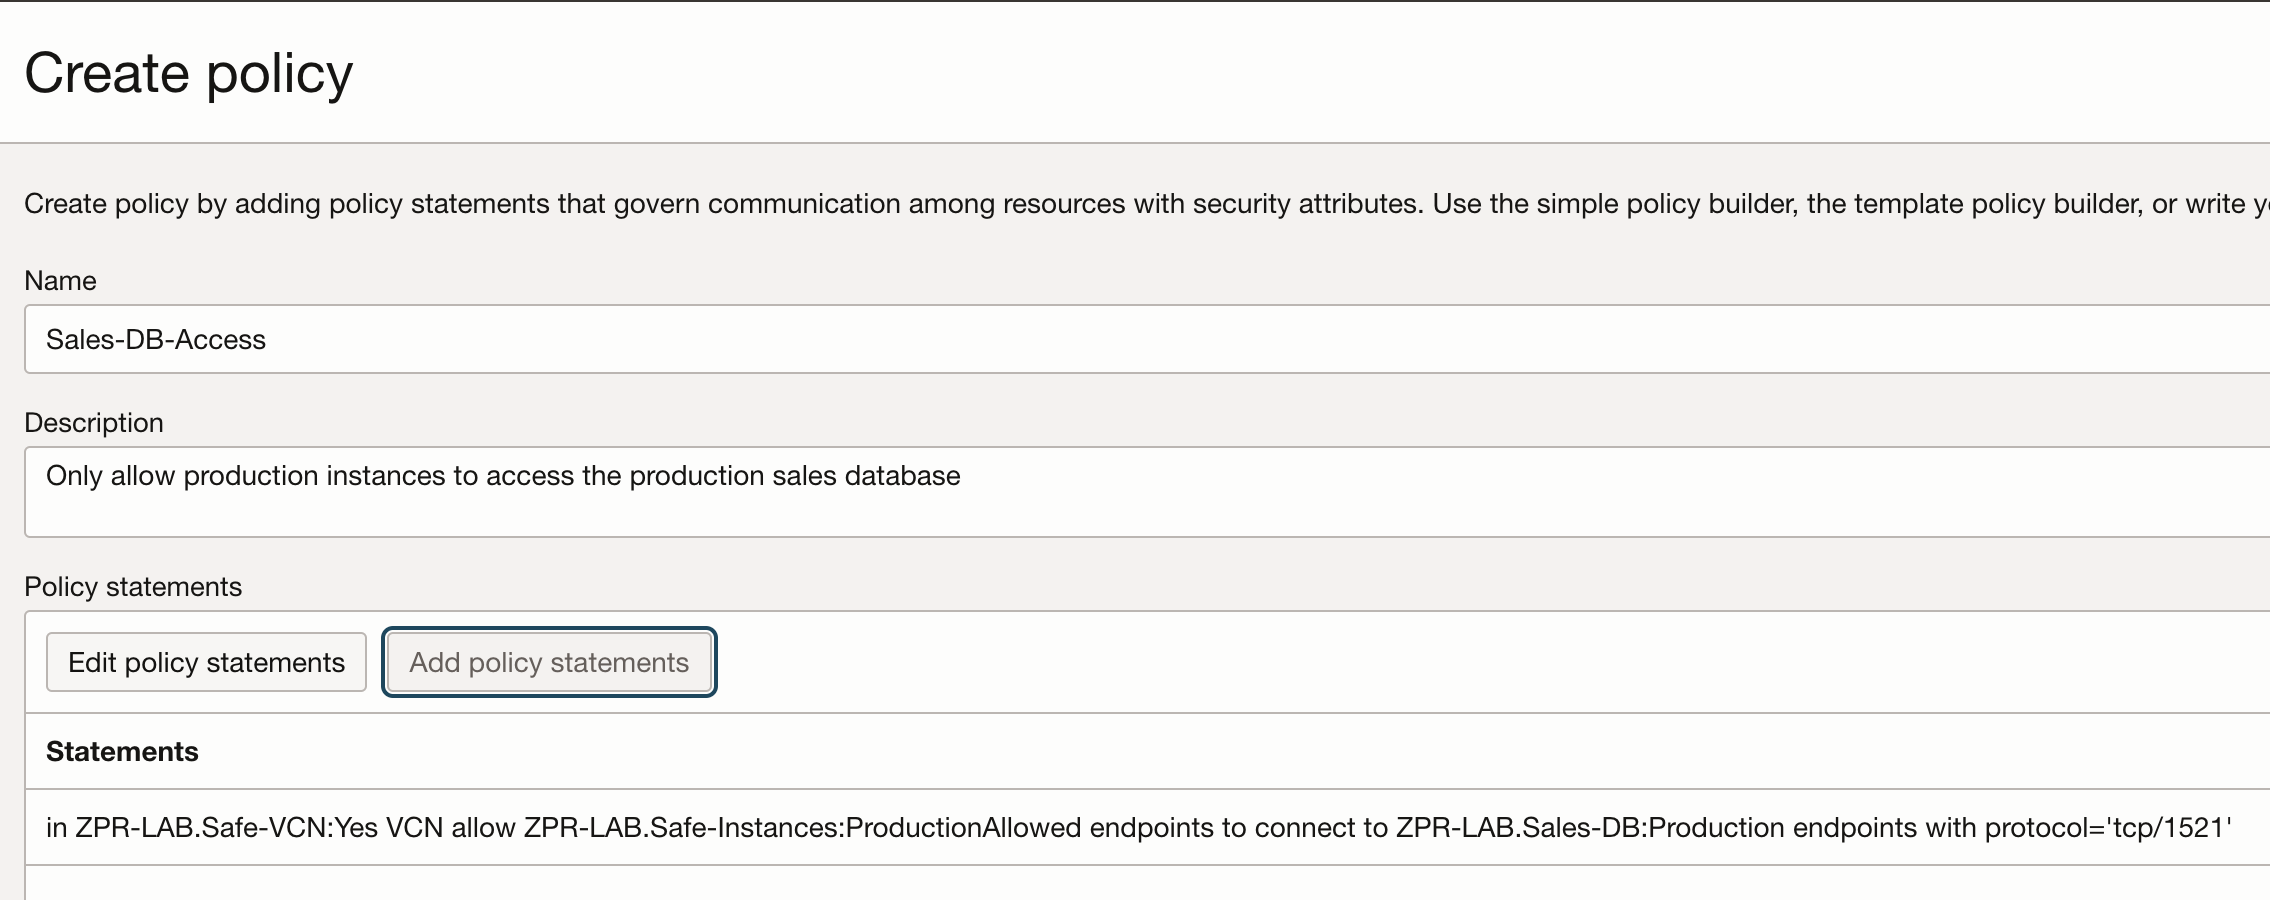 Create policy
Create policy by adding policy statements that govern communication among resources with security attributes. Use the simple policy builder, the template policy builder, or write
Name
Sales-DB-Access
Description
Only allow production instances to access the production sales database
Policy statements
Edit policy statements
Add policy statements
Statements
in ZPR-LAB.Safe-VCN:Yes VCN allow ZPR-LAB.Safe-Instances:ProductionAllowed endpoints to connect to ZPR-LAB.Sales-DB:Production endpoints with protocol='tcp/1521'